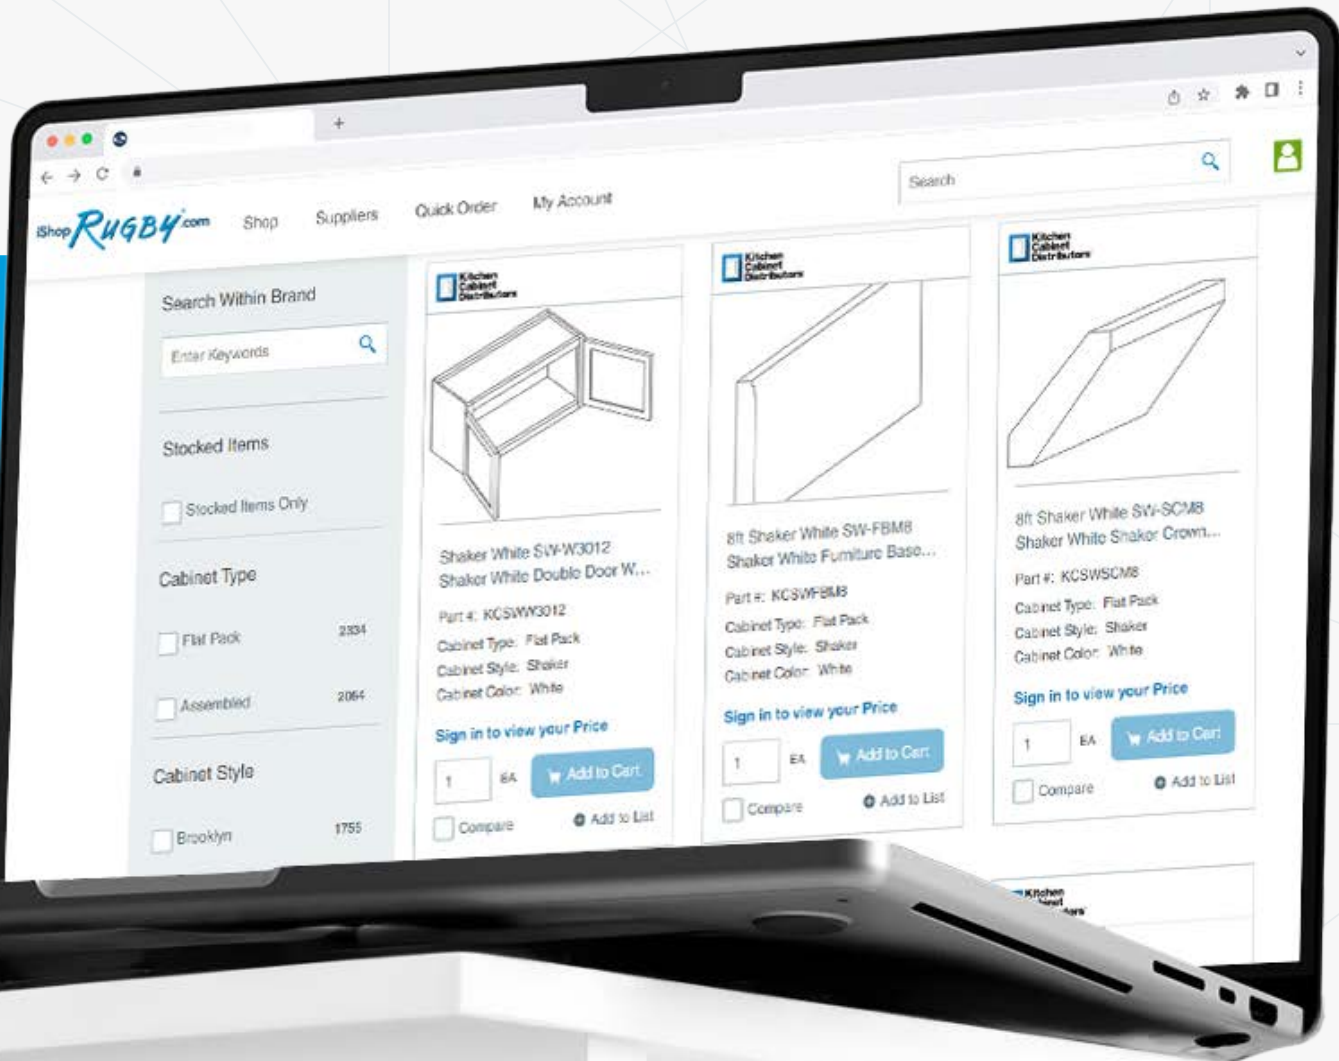 +
iShop RUGBY.com
Shop
Suppliers
Quick Order
My Account
Search
Search Within Brand
Enter Keywords
Stocked Items
Stocked Items Only
Cabinet Type
Flat Pack 2334
Assembled 2064
Cabinet Style
Brooklyn 1755
Kitchen
Cabinet
Distributors
Shaker White SW-W3012
Shaker White Double Door W...
Part #: KCSWW3012
Cabinet Type: Flat Pack
Cabinet Style: Shaker
Cabinet Color: White
Sign in to view your Price
1 EA Add to Cart
Compare Add to List
Kitchen
Cabinet
Distributors
8ft Shaker White SW-FBM8
Shaker White Furniture Base...
Part #: KCSWFBM8
Cabinet Type: Flat Pack
Cabinet Style: Shaker
Cabinet Color: White
Sign in to view your Price
1 EA Add to Cart
Compare Add to List
Kitchen
Cabinet
Distributors
8ft Shaker White SW-SCM8
Shaker White Shaker Crown...
Part #: KCSWSCM8
Cabinet Type: Flat Pack
Cabinet Style: Shaker
Cabinet Color: White
Sign in to view your Price
1 EA Add to Cart
Compare Add to List
Kitchen